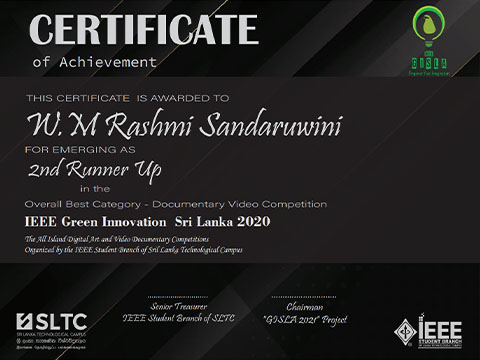 CERTIFICATE
of Achievement
GISLA
THIS CERTIFICATE IS AWARDED TO
W. M Rashmi Sandaruwini
FOR EMERGING AS
2nd Runner Up
in the
Overall Best Category - Documentary Video Competition
IEEE Green Innovation Sri Lanka 2020
The All Island Digital Art and Video Documentary Competitions
Organized by the IEEE Student Branch of Sril Lanka Technological Campus
Senior Treasurer
IEEE Student Branch of SLTC
Chairman
"GISLA 2021" Project
SLTC
SRI LANKA TECHNOLOGICAL CAMPUS
IEEE
STUDENT BRANCH